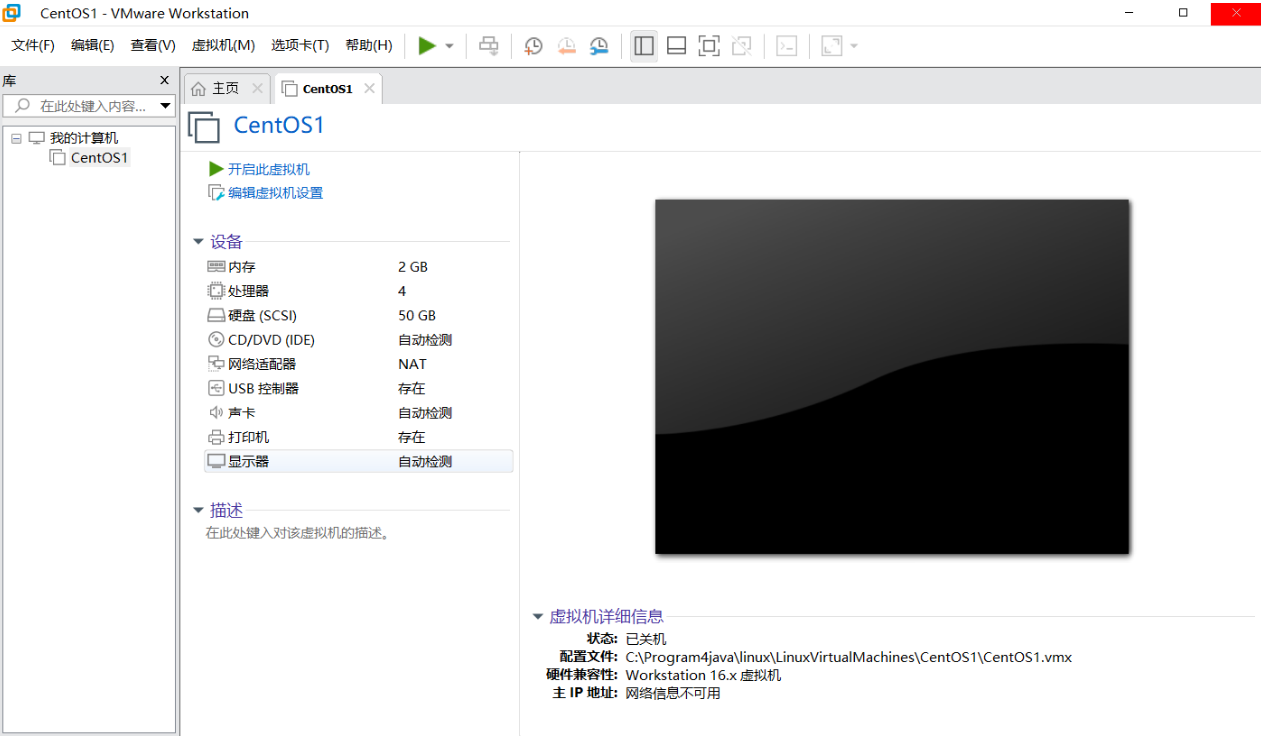 CentOS1 - VMware Workstation
文件(F) 编辑(E) 查看(V) 虚拟机(M) 选项卡(T) 帮助(H)
库
在此处键入内容...
我的计算机
CentOS1
主页
CentOS1
CentOS1
开启此虚拟机
编辑虚拟机设置
设备
内存 2 GB
处理器 4
硬盘 (SCSI) 50 GB
CD/DVD (IDE) 自动检测
网络适配器 NAT
USB 控制器 存在
声卡 自动检测
打印机 存在
显示器 自动检测
描述
在此处键入对该虚拟机的描述。
虚拟机详细信息
状态: 已关机
配置文件: C:\Program4java\linux\LinuxVirtualMachines\CentOS1\CentOS1.vmx
硬件兼容性: Workstation 16.x 虚拟机
主 IP 地址: 网络信息不可用